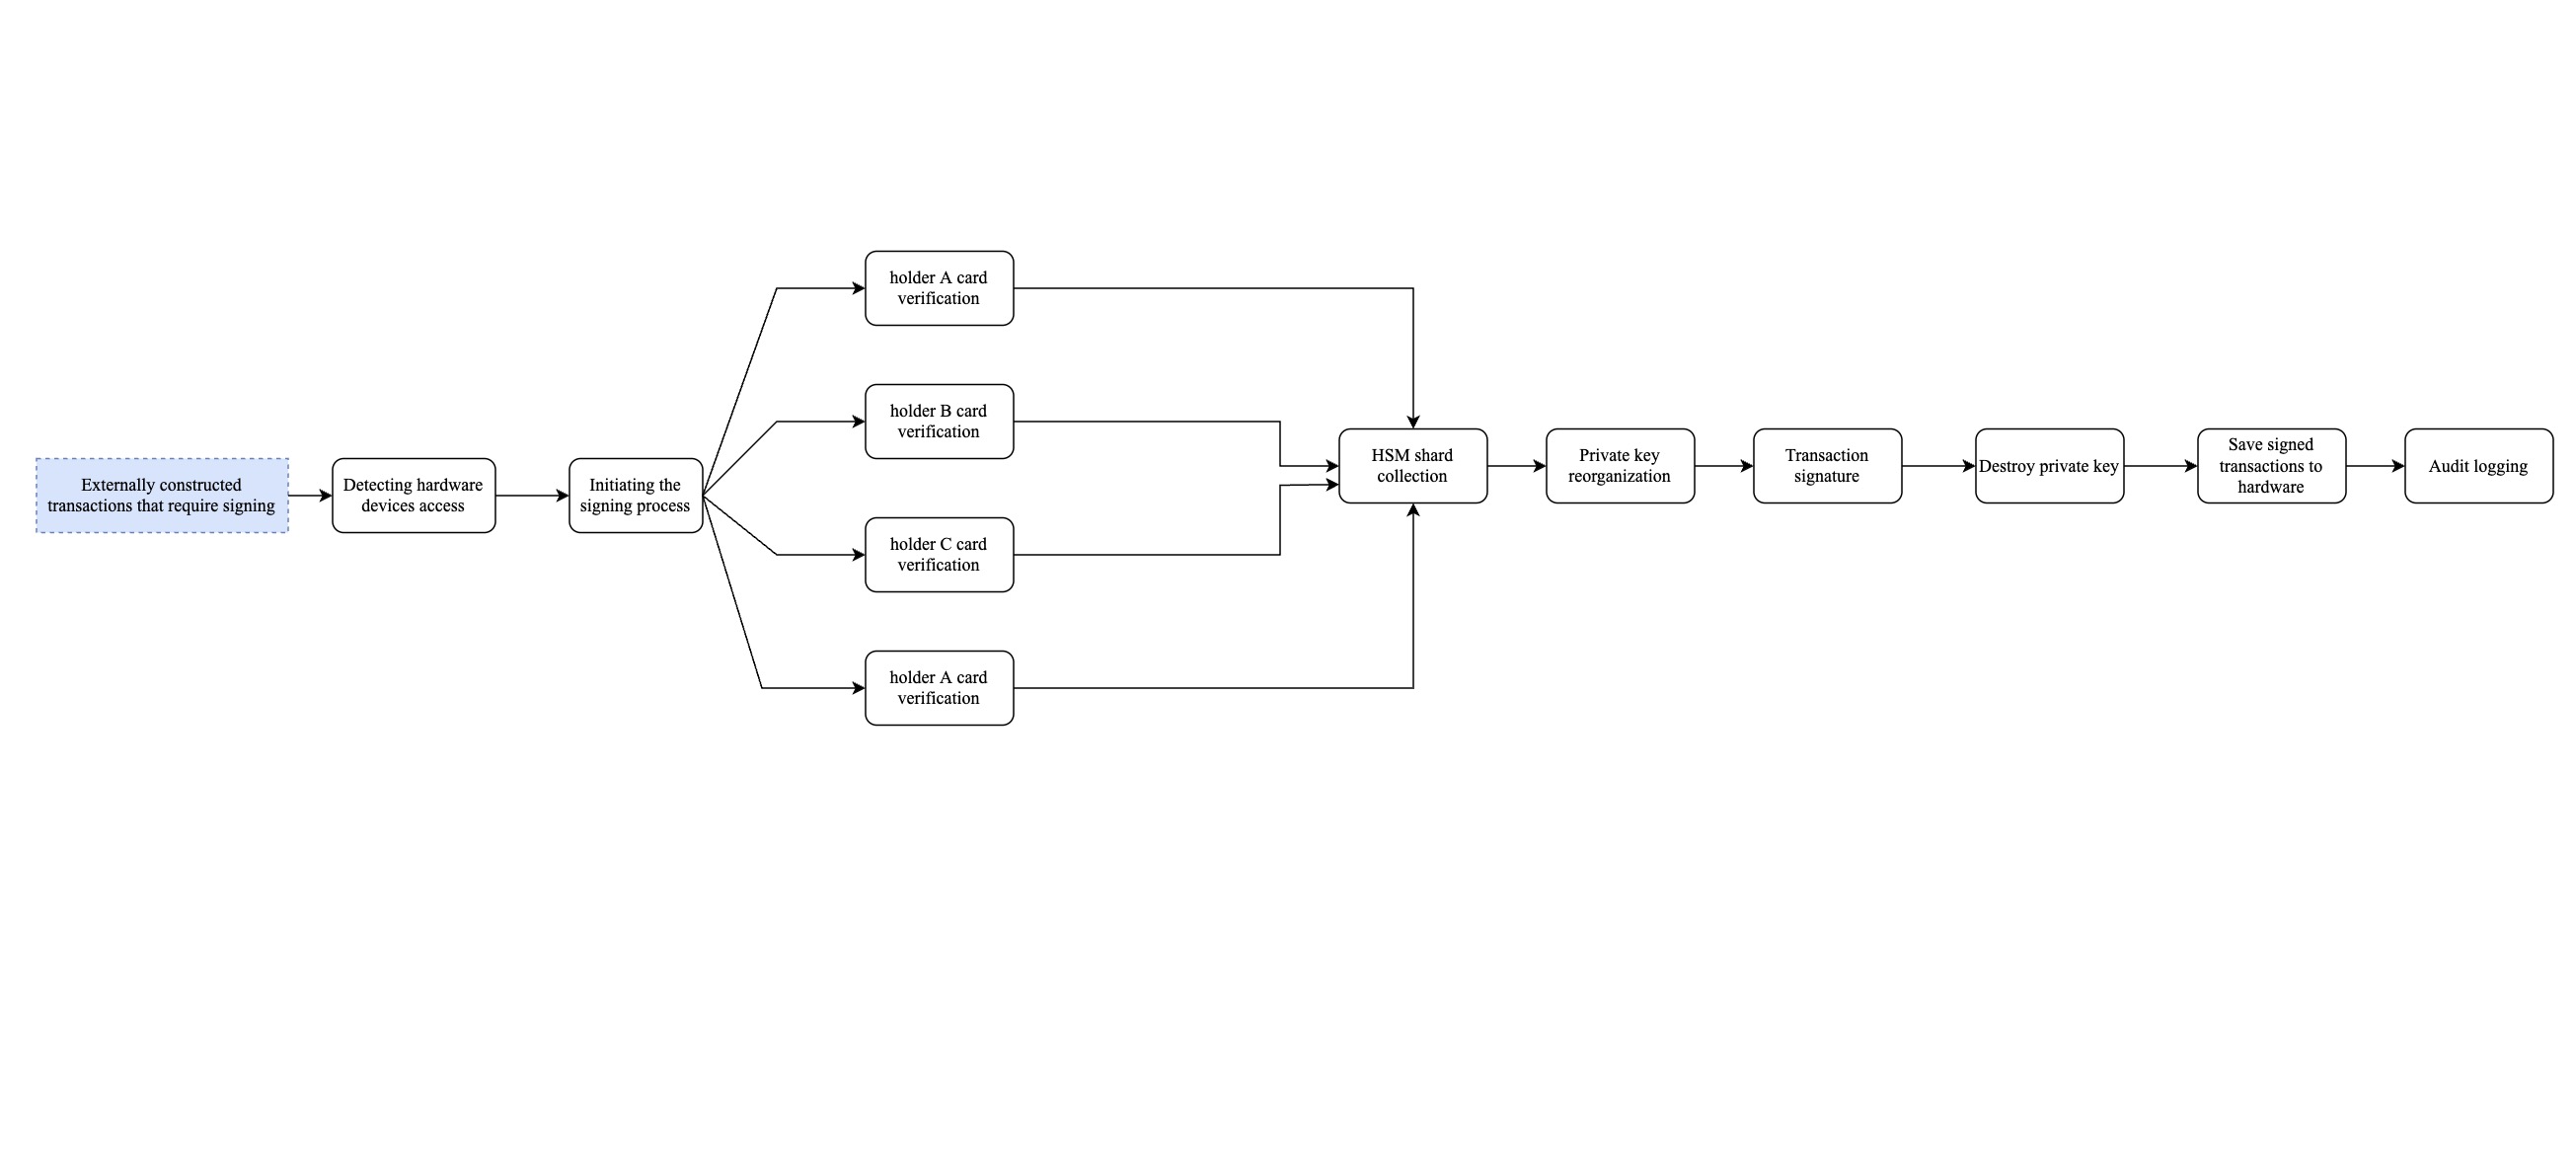 Externally constructed
transactions that require signing
Detecting hardware
devices access
Initiating the
signing process
holder A card
verification
holder B card
verification
holder C card
verification
holder A card
verification
HSM shard
collection
Private key
reorganization
Transaction
signature
Destroy private key
Save signed
transactions to
hardware
Audit logging